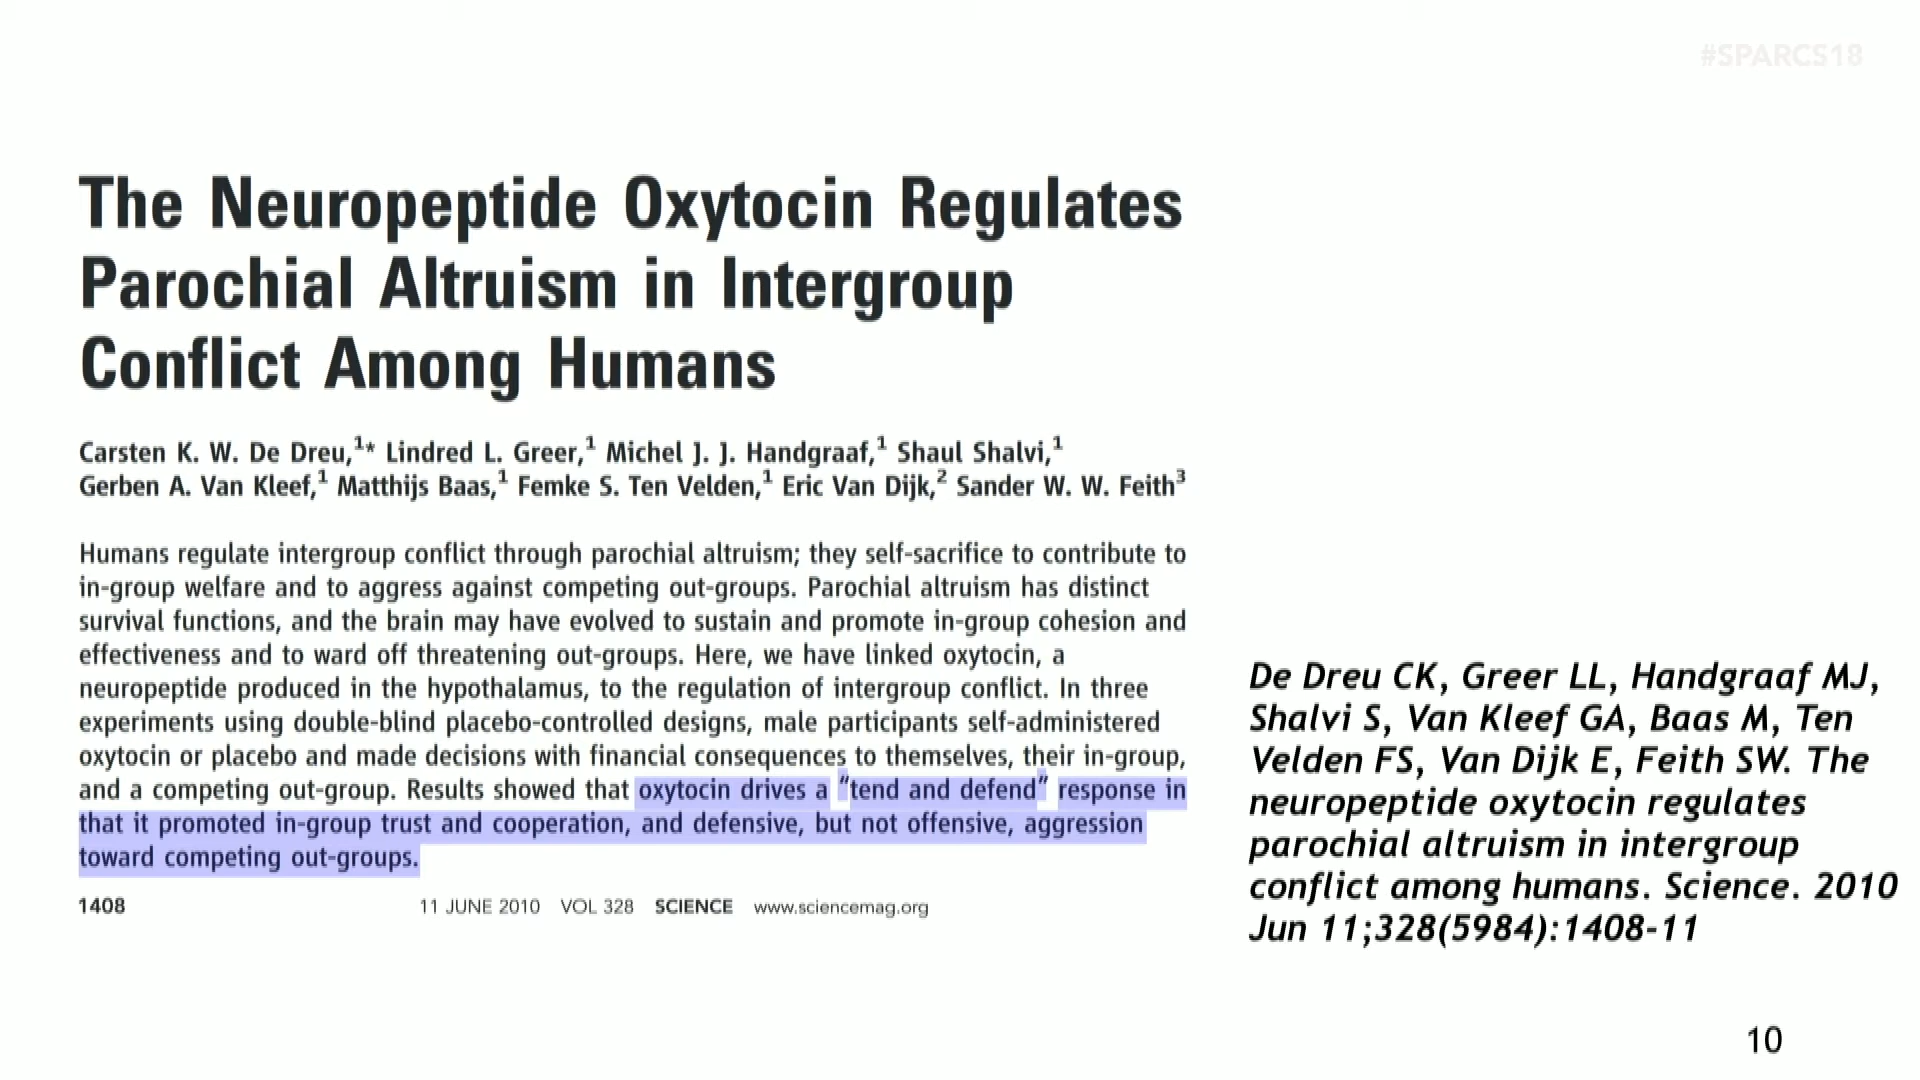 #SPARCS18
The Neuropeptide Oxytocin Regulates
Parochial Altruism in Intergroup
Conflict Among Humans
Carsten K. W. De Dreu,¹* Lindred L. Greer,¹ Michel J. J. Handgraaf,¹ Shaul Shalvi,¹
Gerben A. Van Kleef,¹ Matthijs Baas,¹ Femke S. Ten Velden,¹ Eric Van Dijk,² Sander W. W. Feith³
Humans regulate intergroup conflict through parochial altruism; they self-sacrifice to contribute to
in-group welfare and to aggress against competing out-groups. Parochial altruism has distinct
survival functions, and the brain may have evolved to sustain and promote in-group cohesion and
effectiveness and to ward off threatening out-groups. Here, we have linked oxytocin, a
neuropeptide produced in the hypothalamus, to the regulation of intergroup conflict. In three
experiments using double-blind placebo-controlled designs, male participants self-administered
oxytocin or placebo and made decisions with financial consequences to themselves, their in-group,
and a competing out-group. Results showed that oxytocin drives a “tend and defend” response in
that it promoted in-group trust and cooperation, and defensive, but not offensive, aggression
toward competing out-groups.
1408 11 JUNE 2010 VOL 328 SCIENCE www.sciencemag.org
De Dreu CK, Greer LL, Handgraaf MJ,
Shalvi S, Van Kleef GA, Baas M, Ten
Velden FS, Van Dijk E, Feith SW. The
neuropeptide oxytocin regulates
parochial altruism in intergroup
conflict among humans. Science. 2010
Jun 11;328(5984):1408-11
10